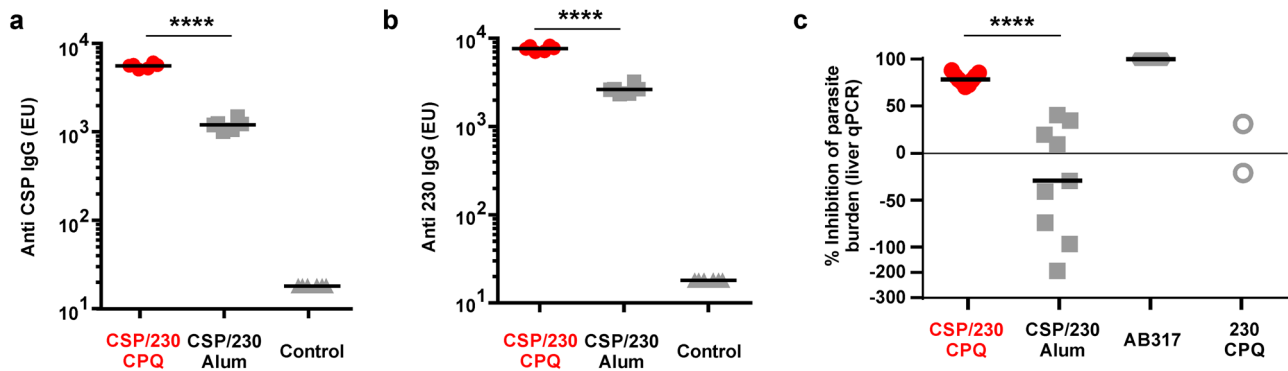 a
****
Anti CSP IgG (EU)
10^4
10^3
10^2
10^1
CSP/230
CPQ
CSP/230
Alum
Control
b
****
Anti 230 IgG (EU)
10^4
10^3
10^2
10^1
CSP/230
CPQ
CSP/230
Alum
Control
c
****
% Inhibition of parasite
burden (liver qPCR)
100
50
0
-50
-100
-200
-300
CSP/230
CPQ
CSP/230
Alum
AB317
230
CPQ